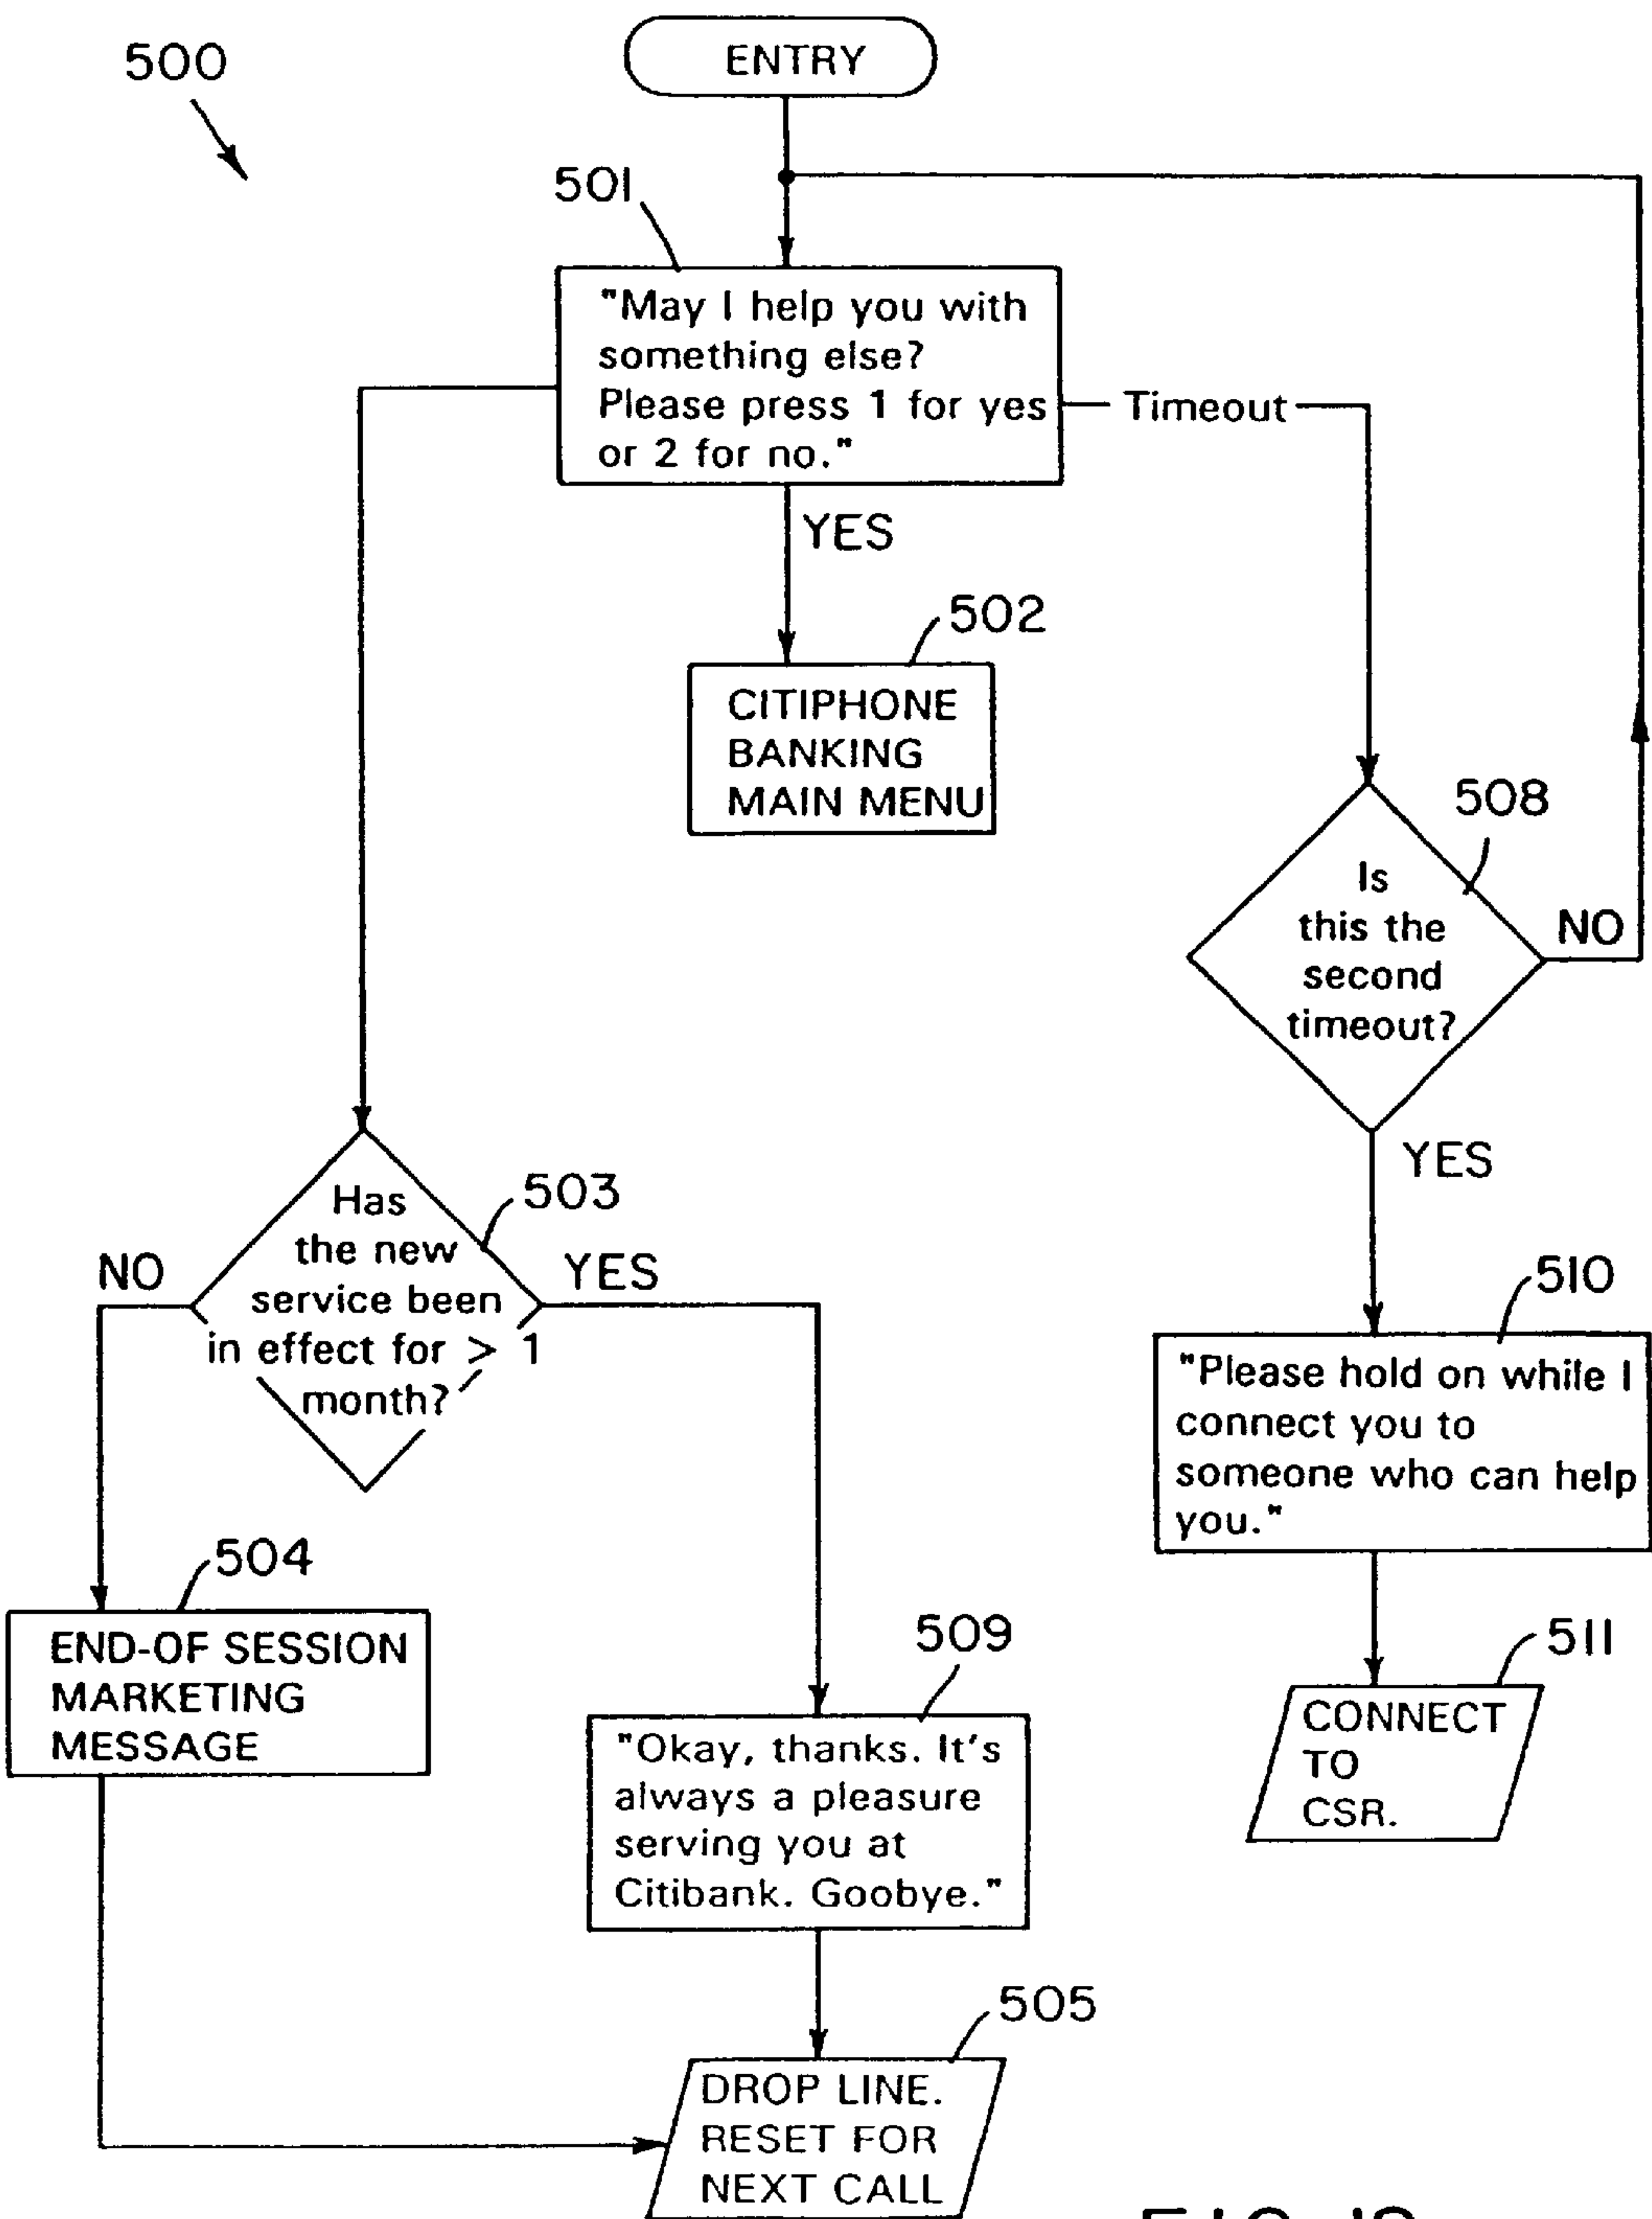 500
ENTRY
501
"May I help you with
something else?
Please press 1 for yes
or 2 for no."
Timeout
YES
502
CITIPHONE
BANKING
MAIN MENU
508
Is
this the
second
timeout?
NO
YES
503
Has
the new
service been
in effect for > 1
month?
NO
YES
510
"Please hold on while I
connect you to
someone who can help
you."
504
END-OF SESSION
MARKETING
MESSAGE
509
"Okay, thanks. It's
always a pleasure
serving you at
Citibank. Goobye."
511
CONNECT
TO
CSR.
505
DROP LINE.
RESET FOR
NEXT CALL